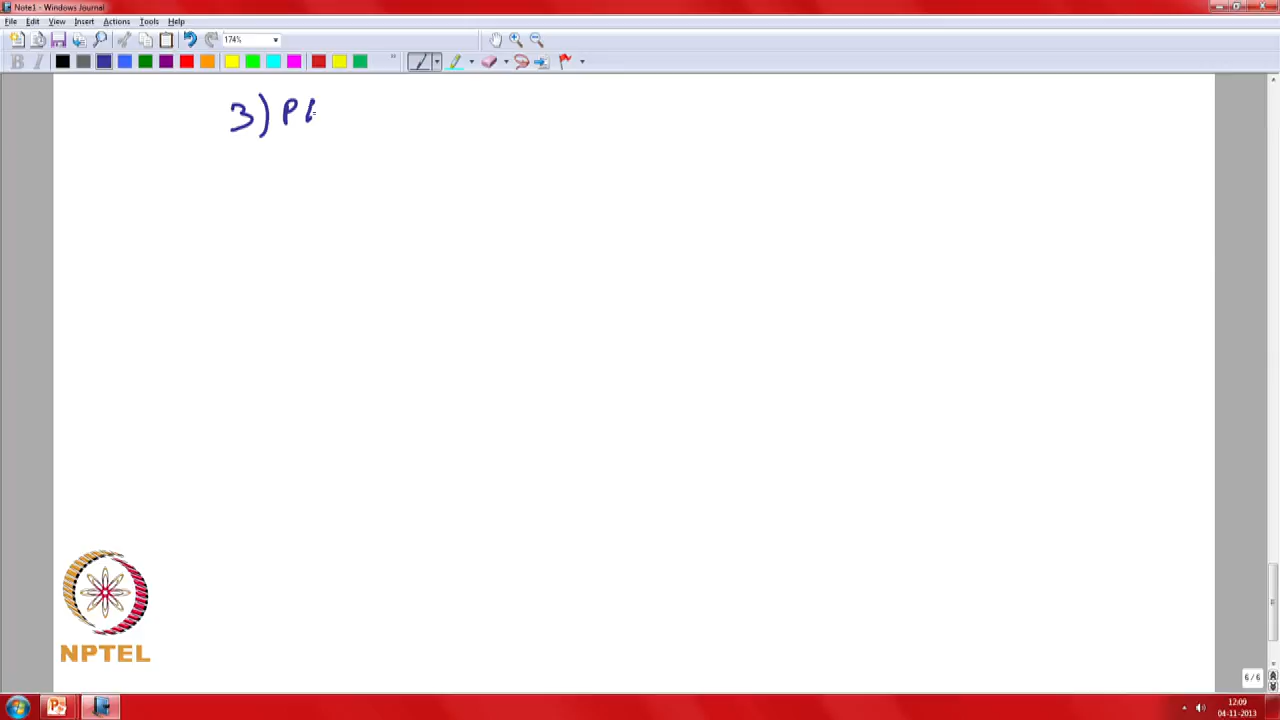 Note1 - Windows Journal
File Edit View Insert Actions Tools Help
174%
3) P
NPTEL
6 / 6
12:09
04-11-2013